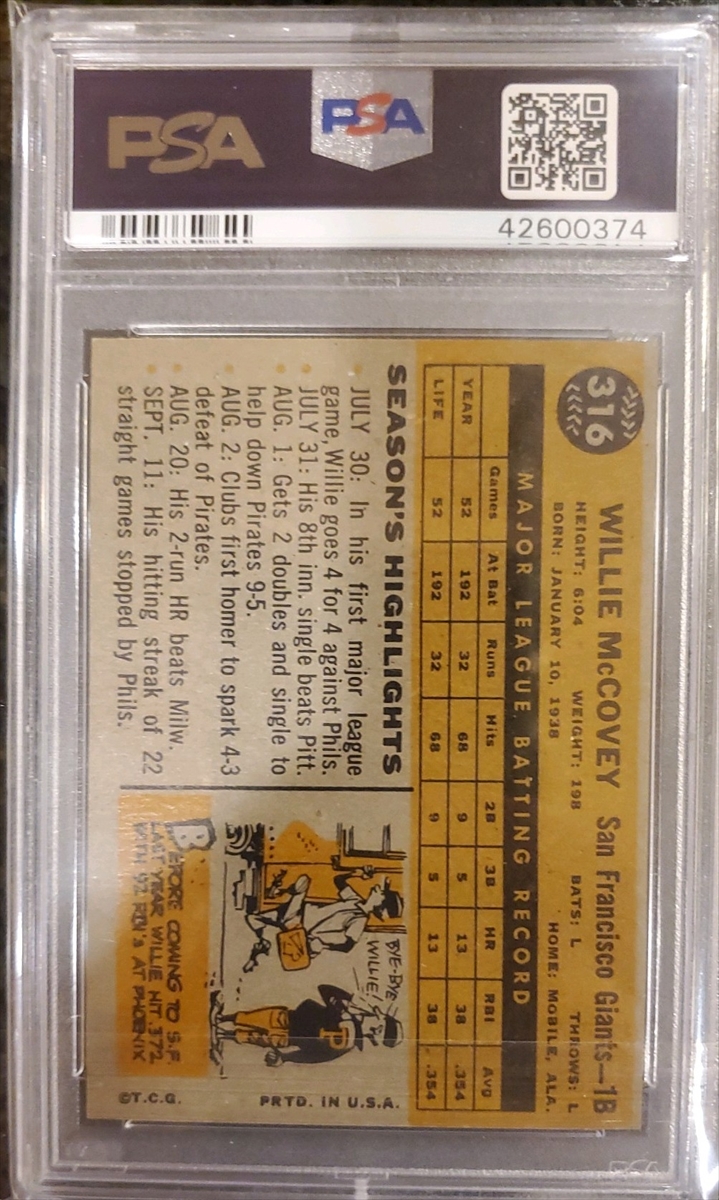 PSA
PSA
42600374
316
WILLIE McCOVEY San Francisco Giants—1B
HEIGHT: 6:04 WEIGHT: 198 BATS: L THROWS: L
BORN: JANUARY 10, 1938 HOME: MOBILE, ALA.
MAJOR LEAGUE BATTING RECORD
Games At Bat Runs Hits 2B 3B HR RBI Avg
YEAR 52 192 32 68 9 5 13 38 .354
LIFE 52 192 32 68 9 5 13 38 .354
SEASON'S HIGHLIGHTS
JULY 30: In his first major league
game, Willie goes 4 for 4 against Phils.
JULY 31: His 8th inn. single beats Pitt.
AUG. 1: Gets 2 doubles and single to
help down Pirates 9-5.
AUG. 2: Clubs first homer to spark 4-3
defeat of Pirates.
AUG. 20: His 2-run HR beats Milw.
SEPT. 11: His hitting streak of 22
straight games stopped by Phils.
BYE-BYE
WILLIE!
P
BEFORE COMING TO S.F.
LAST YEAR WILLIE HIT .372
WITH 92 RBI's AT PHOENIX
©T.C.G. PRTD. IN U.S.A.